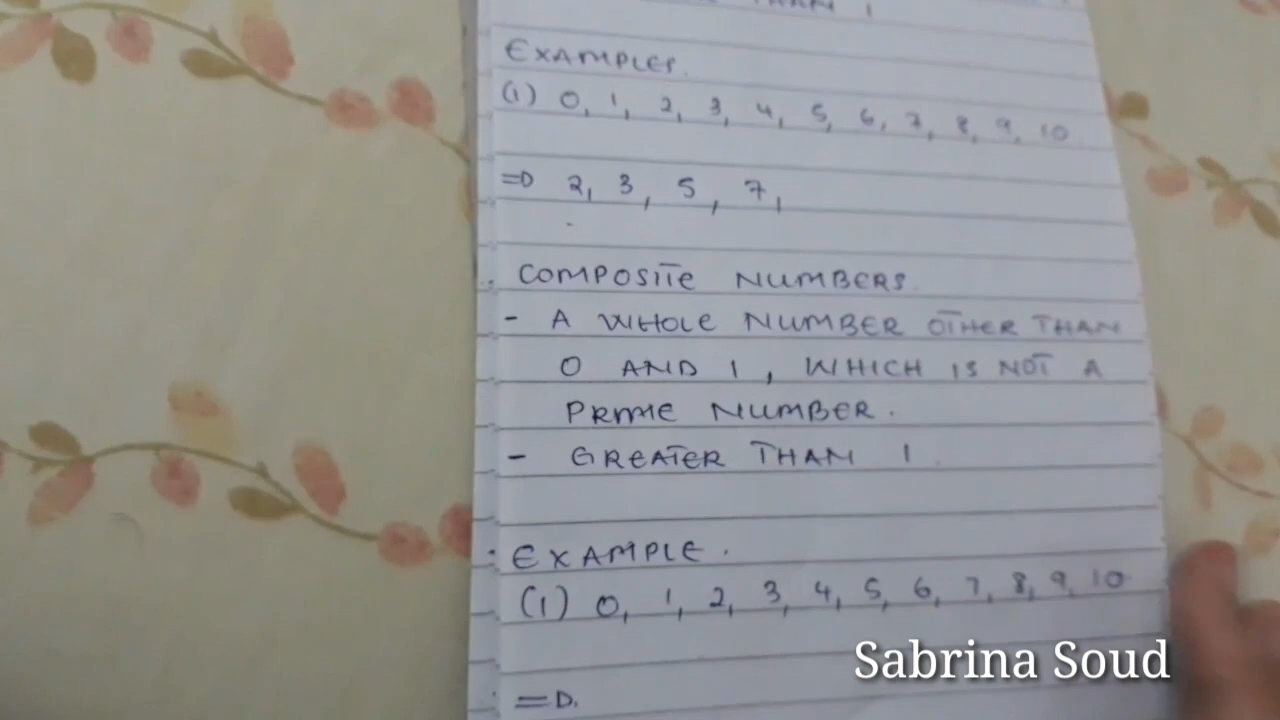 THAN 1
EXAMPLES.
(1) 0, 1, 2, 3, 4, 5, 6, 7, 8, 9, 10
=D 2, 3, 5, 7,
COMPOSITE NUMBERS.
- A WHOLE NUMBER OTHER THAN
0 AND 1, WHICH IS NOT A
PRIME NUMBER.
- GREATER THAN 1.
EXAMPLE.
(1) 0, 1, 2, 3, 4, 5, 6, 7, 8, 9, 10
=D.
Sabrina Soud